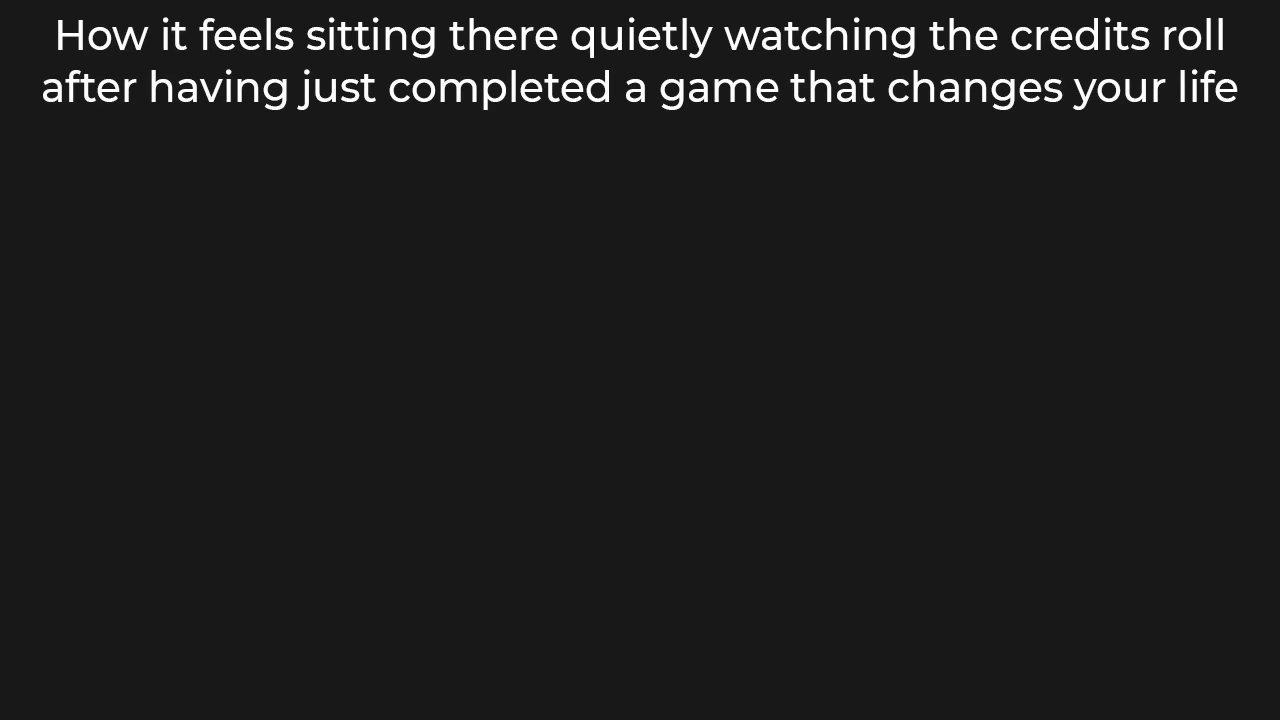 How it feels sitting there quietly watching the credits roll
after having just completed a game that changes your life